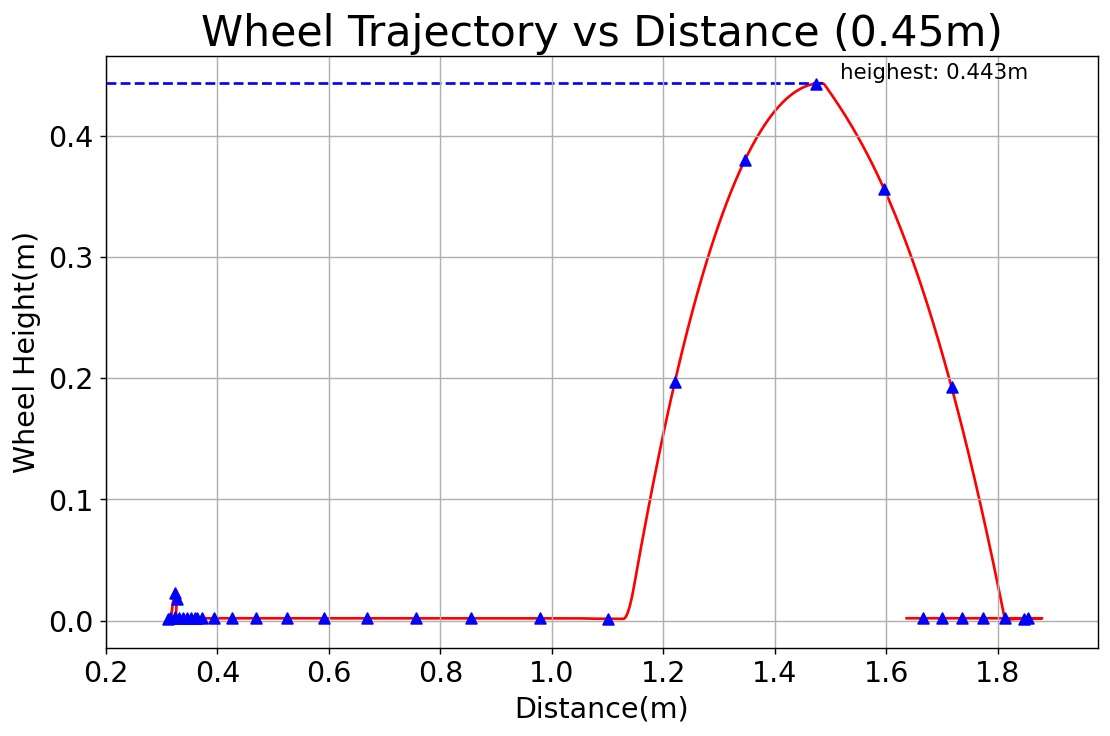 Wheel Trajectory vs Distance (0.45m)
heighest: 0.443m
Wheel Height(m)
0.4
0.3
0.2
0.1
0.0
0.2 0.4 0.6 0.8 1.0 1.2 1.4 1.6 1.8
Distance(m)